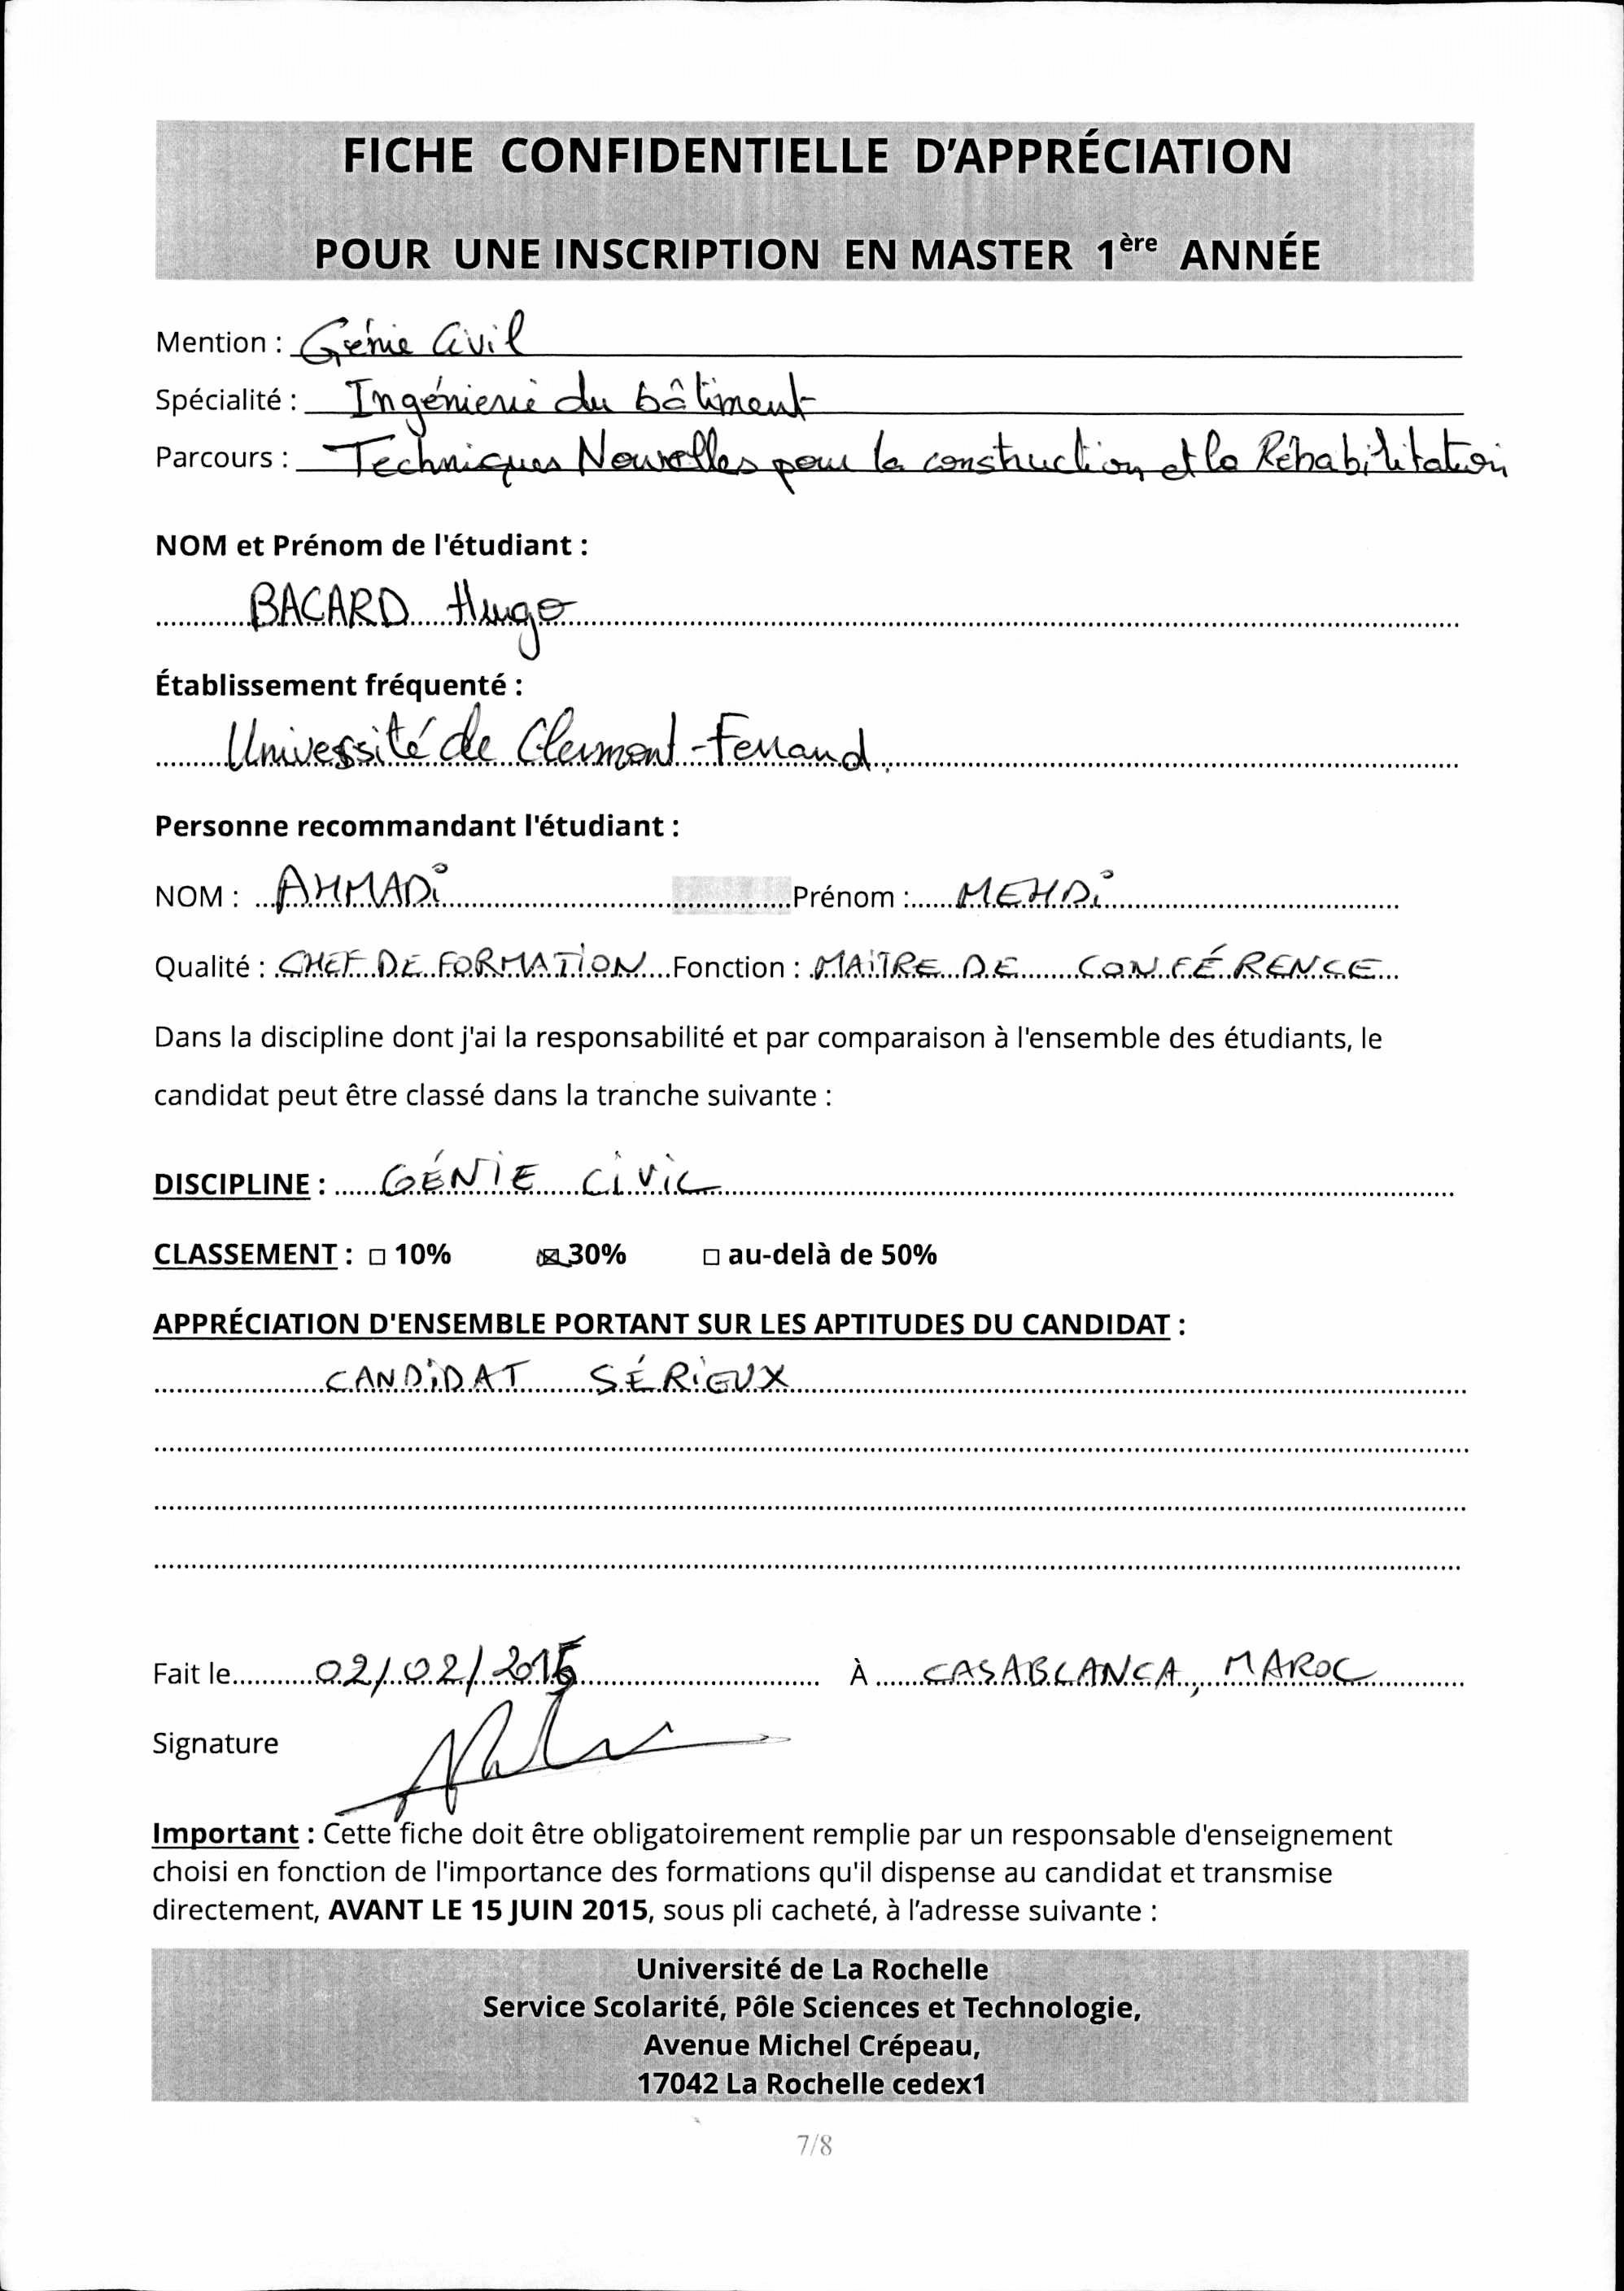 FICHE CONFIDENTIELLE D'APPRÉCIATION
POUR UNE INSCRIPTION EN MASTER 1ère ANNÉE
Mention : Génie Civil
Spécialité : Ingénierie du bâtiment
Parcours : Techniques Nouvelles pour la construction et la Réhabilitation
NOM et Prénom de l'étudiant :
BACARD Hugo
Établissement fréquenté :
Université de Clermont-Ferrand
Personne recommandant l'étudiant :
NOM : AHMADi Prénom : MEHDi
Qualité : CHEF DE FORMATION Fonction : MAiTRE DE CONFÉRENCE
Dans la discipline dont j'ai la responsabilité et par comparaison à l'ensemble des étudiants, le
candidat peut être classé dans la tranche suivante :
DISCIPLINE : GÉNIE CiViL
CLASSEMENT : □ 10% ☒ 30% □ au-delà de 50%
APPRÉCIATION D'ENSEMBLE PORTANT SUR LES APTITUDES DU CANDIDAT :
CANDiDAT SÉRiEUX
Fait le 02/02/2015 À CASABLANCA, MAROC
Signature
Important : Cette fiche doit être obligatoirement remplie par un responsable d'enseignement
choisi en fonction de l'importance des formations qu'il dispense au candidat et transmise
directement, AVANT LE 15 JUIN 2015, sous pli cacheté, à l'adresse suivante :
Université de La Rochelle
Service Scolarité, Pôle Sciences et Technologie,
Avenue Michel Crépeau,
17042 La Rochelle cedex1
7/8